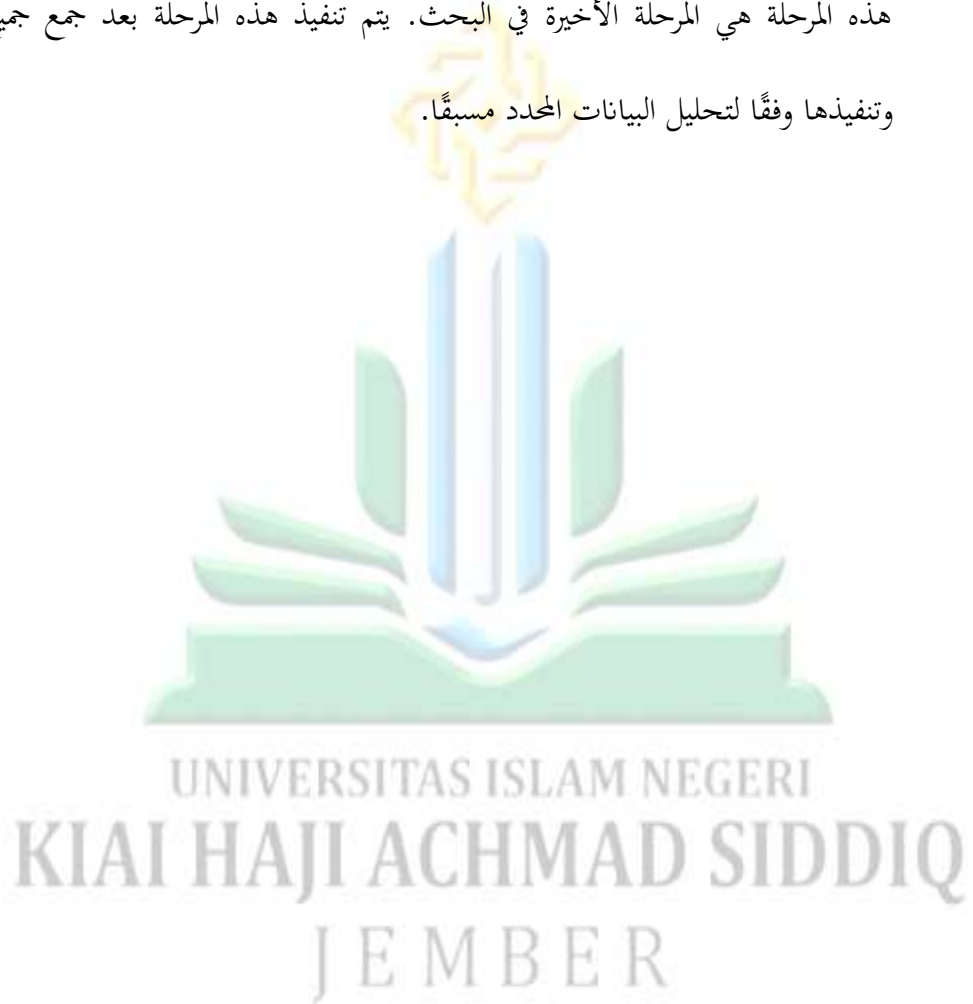 هذه المرحلة هي المرحلة الأخيرة في البحث. يتم تنفيذ هذه المرحلة بعد جمع
وتنفيذها وفقًا لتحليل البيانات المحدد مسبقًا.
UNIVERSITAS ISLAM NEGERI
KIAI HAJI ACHMAD SIDDIQ
JEMBER